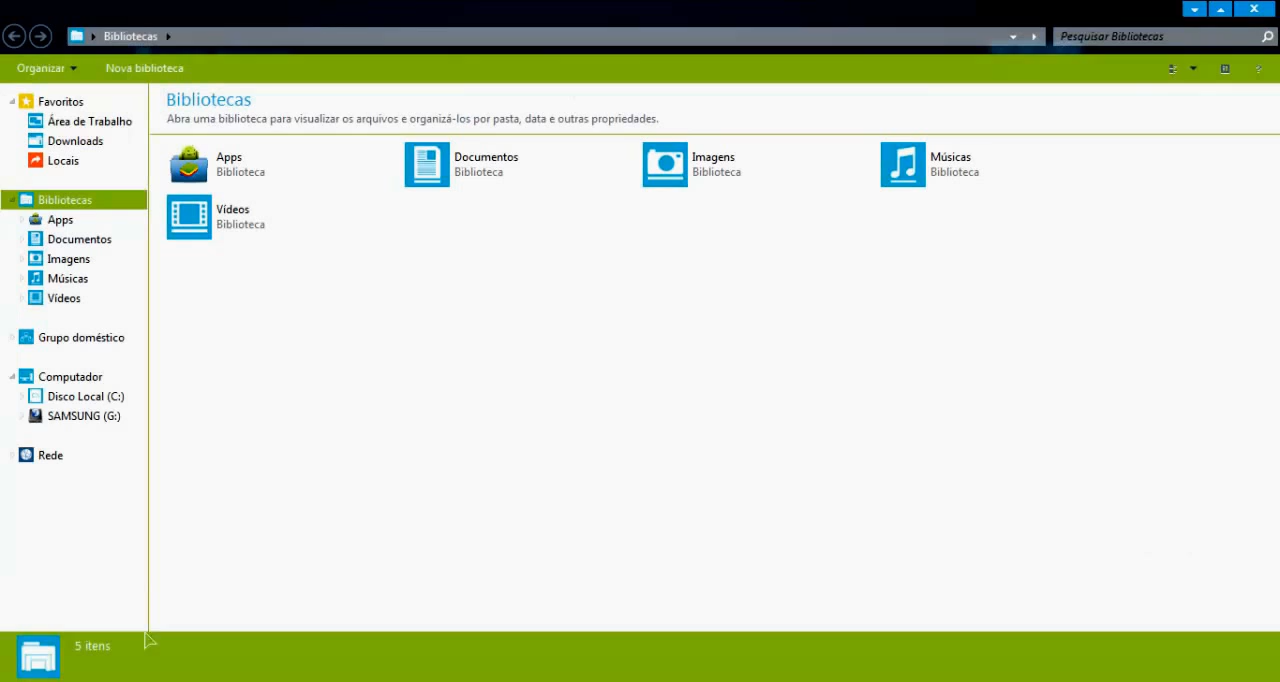 Bibliotecas
Pesquisar Bibliotecas
Organizar
Nova biblioteca
?
Favoritos
Área de Trabalho
Downloads
Locais
Bibliotecas
Apps
Documentos
Imagens
Músicas
Vídeos
Grupo doméstico
Computador
Disco Local (C:)
SAMSUNG (G:)
Rede
Bibliotecas
Abra uma biblioteca para visualizar os arquivos e organizá-los por pasta, data e outras propriedades.
Apps
Biblioteca
Documentos
Biblioteca
Imagens
Biblioteca
Músicas
Biblioteca
Vídeos
Biblioteca
5 itens